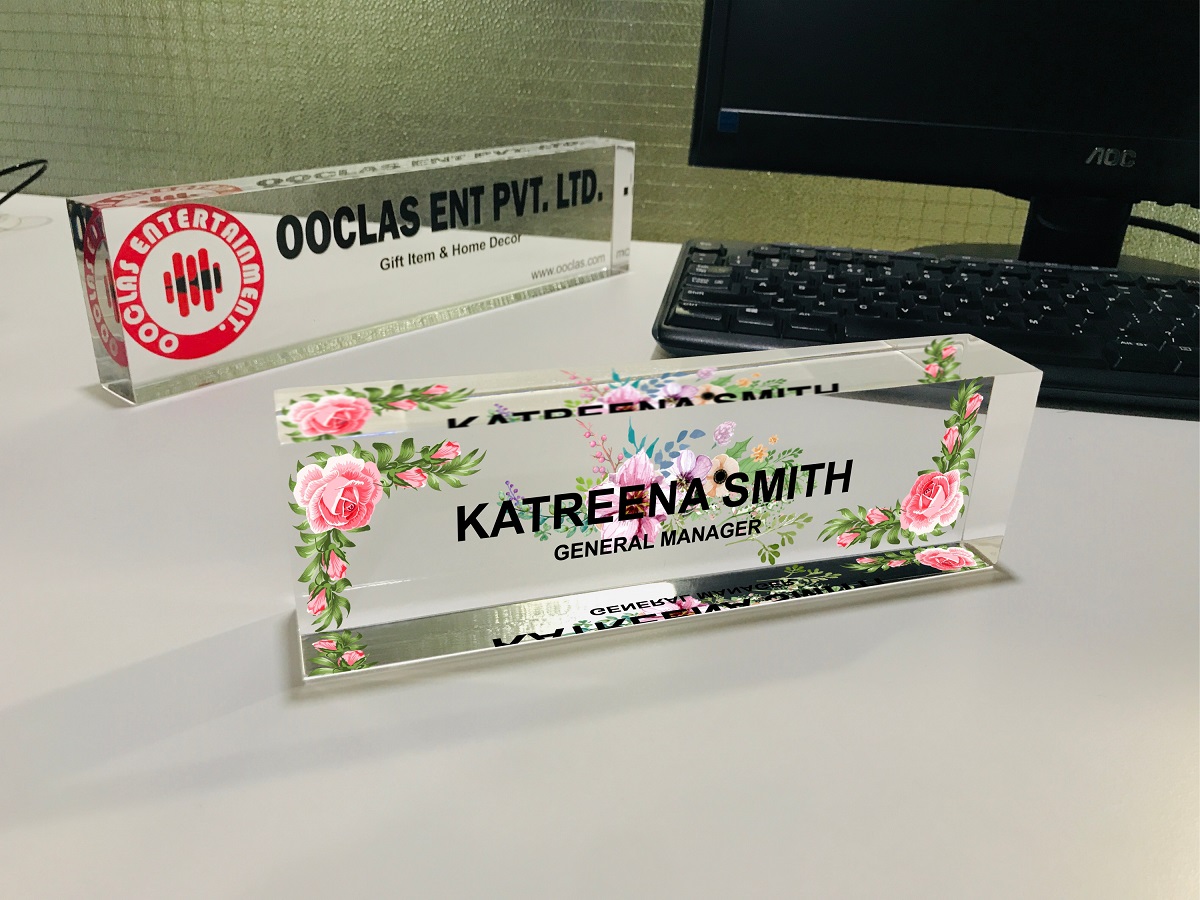 OOCLAS ENTERTAINMENT.
OOCLAS ENT PVT. LTD.
Gift Item & Home Decor
www.ooclas.com
AOC
KATREENA SMITH
GENERAL MANAGER